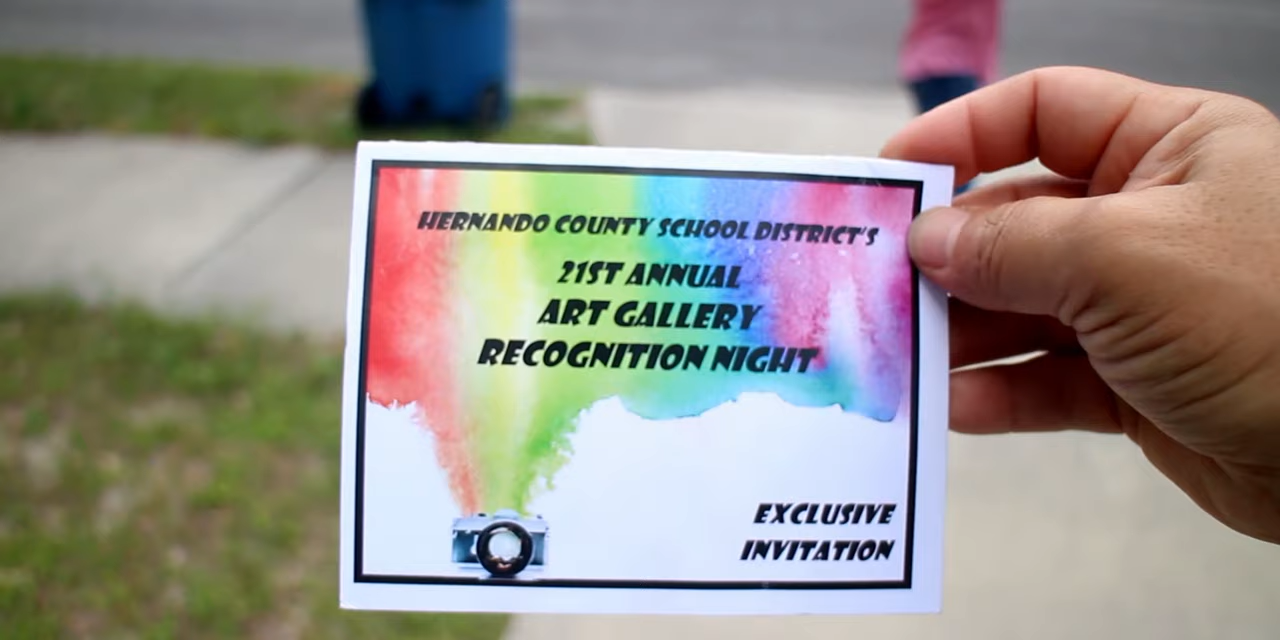 HERNANDO COUNTY SCHOOL DISTRICT'S
21ST ANNUAL
ART GALLERY
RECOGNITION NIGHT
EXCLUSIVE
INVITATION